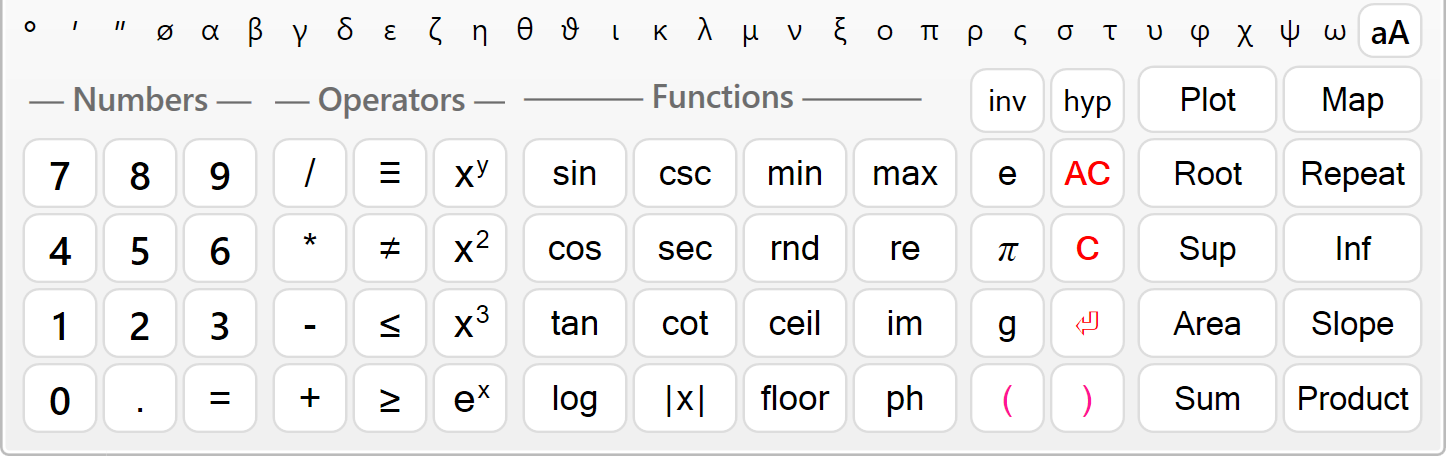 ° ′ ″ ø α β γ δ ε ζ η θ ϑ ι κ λ μ ν ξ ο π ρ ς σ τ υ φ χ ψ ω aA
Numbers Operators Functions inv hyp Plot Map
7 8 9 / Ξ xʸ sin csc min max e AC Root Repeat
4 5 6 * ≠ x² cos sec rnd re π C Sup Inf
1 2 3 - ≤ x³ tan cot ceil im g ⏎ Area Slope
0 . = + ≥ eˣ log |x| floor ph ( ) Sum Product